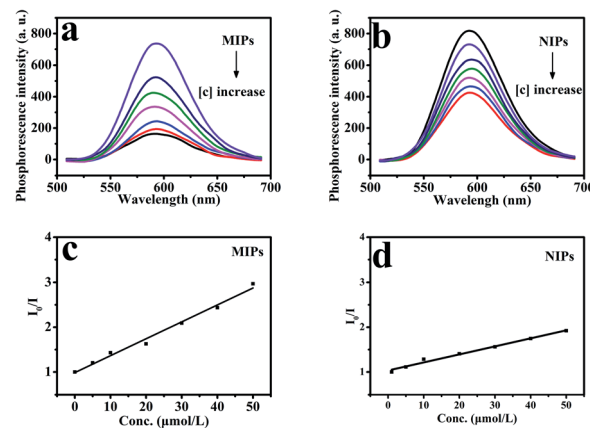 a
MIPs
[c] increase
Phosphorescence intensity (a. u.)
800
600
400
200
0
500 550 600 650 700
Wavelength (nm)
b
NIPs
[c] increase
Phosphorescence intensity (a. u.)
800
600
400
200
0
500 550 600 650 700
Wavelength (nm)
c
MIPs
I₀/I
4
3
2
1
0 10 20 30 40 50
Conc. (μmol/L)
d
NIPs
I₀/I
4
3
2
1
0 10 20 30 40 50
Conc. (μmol/L)